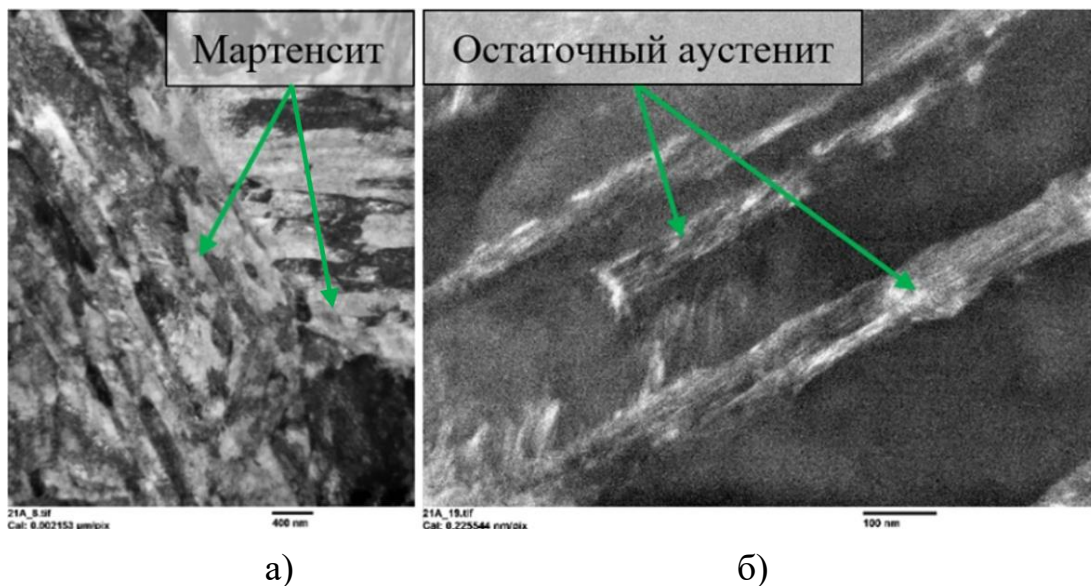 Мартенсит
Остаточный аустенит
21A_8.tif
Cal: 0.002153 µm/pix
400 nm
21A_19.tif
Cal: 0.225544 nm/pix
100 nm
а)
б)